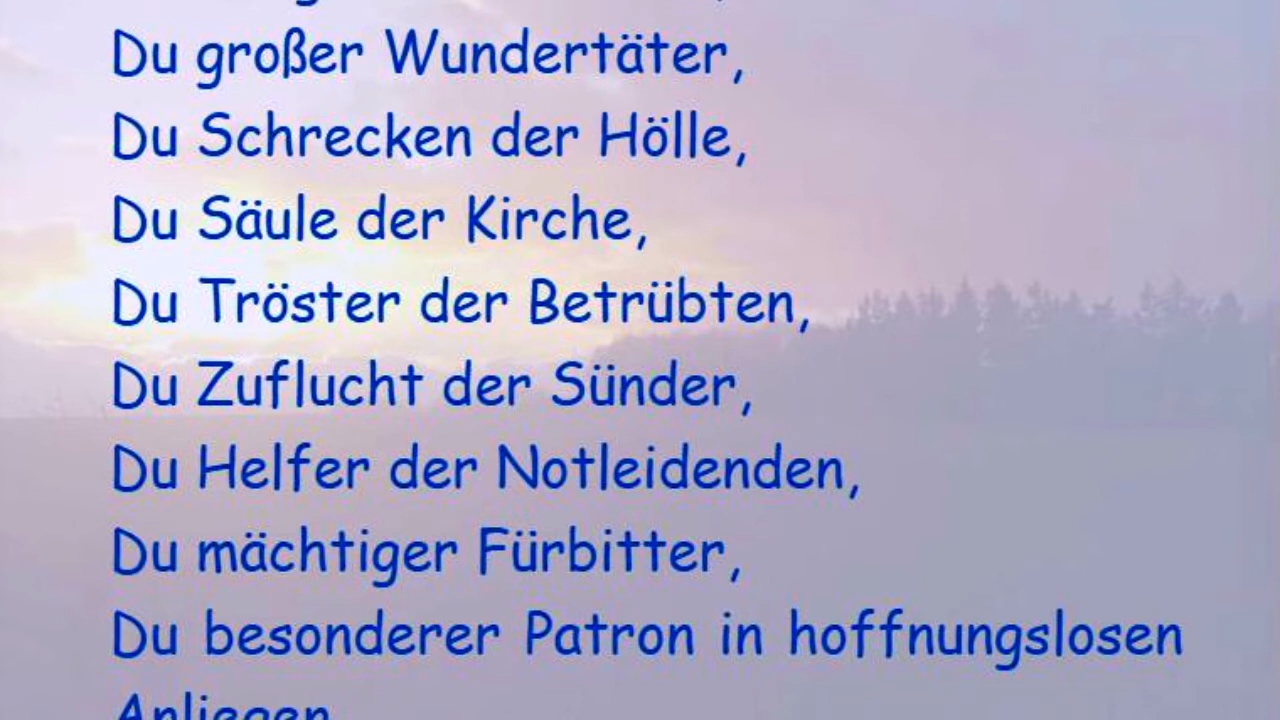 Du großer Wundertäter,
Du Schrecken der Hölle,
Du Säule der Kirche,
Du Tröster der Betrübten,
Du Zuflucht der Sünder,
Du Helfer der Notleidenden,
Du mächtiger Fürbitter,
Du besonderer Patron in hoffnungslosen
Anliegen